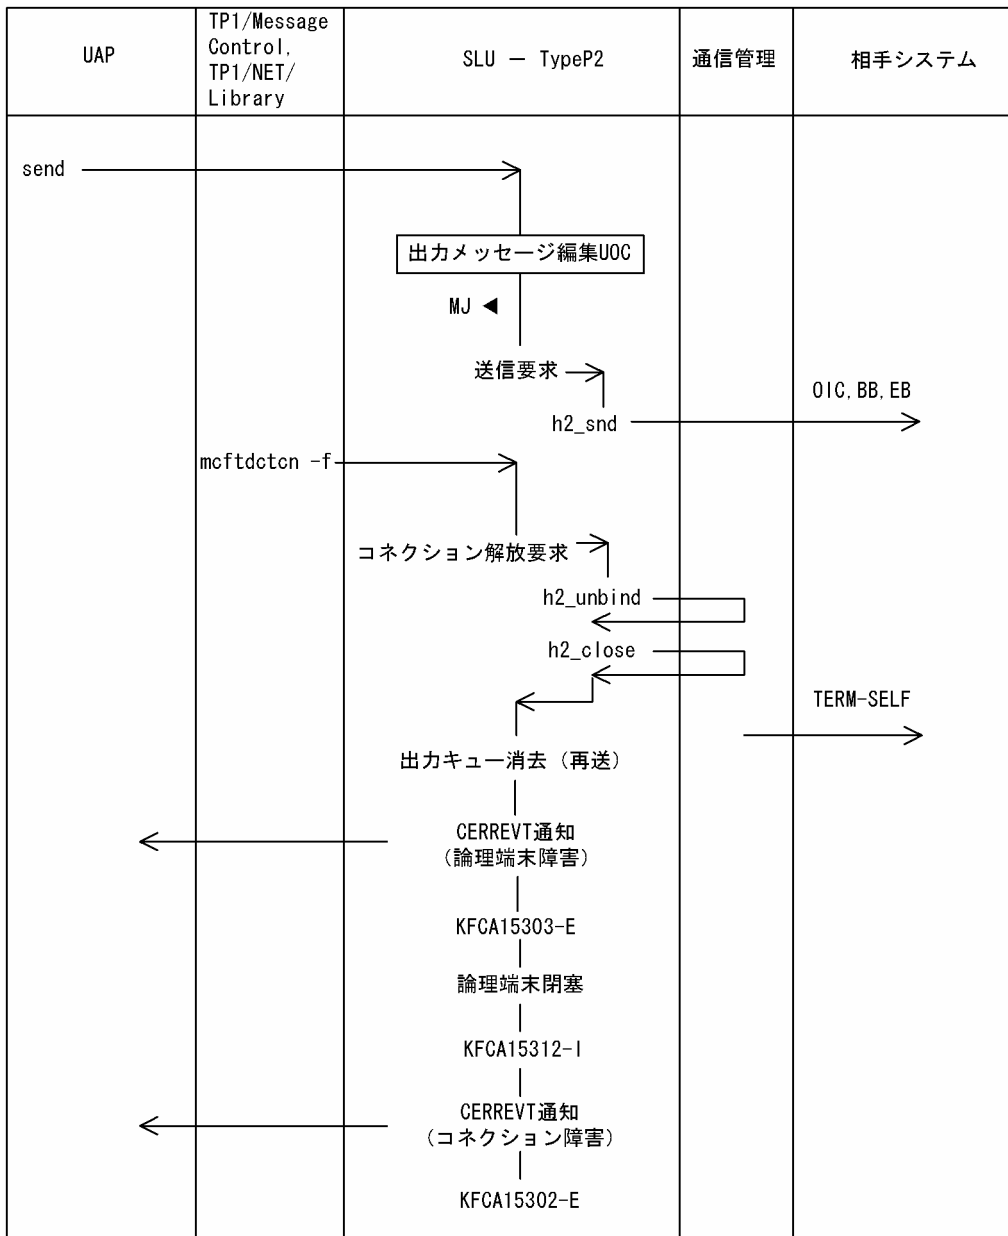 UAP
TP1/Message
Control,
TP1/NET/
Library
SLU － TypeP2
通信管理
相手システム
send
出力メッセージ編集UOC
MJ ◀
送信要求
OIC,BB,EB
h2_snd
mcftdctcn -f
コネクション解放要求
h2_unbind
h2_close
TERM-SELF
出力キュー消去（再送）
CERREVT通知
（論理端末障害）
KFCA15303-E
論理端末閉塞
KFCA15312-I
CERREVT通知
（コネクション障害）
KFCA15302-E